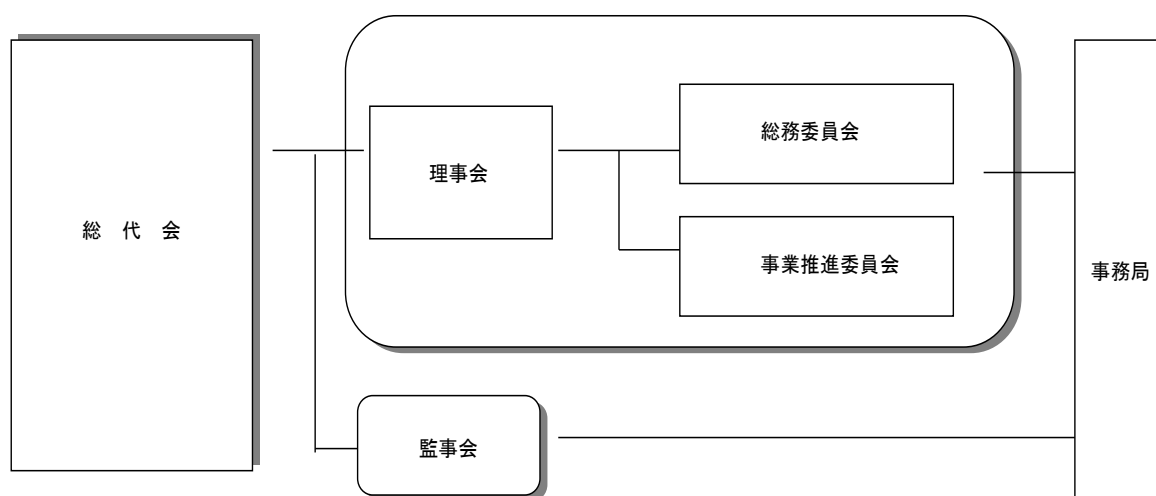 総　代　会
理事会
総務委員会
事業推進委員会
監事会
事務局